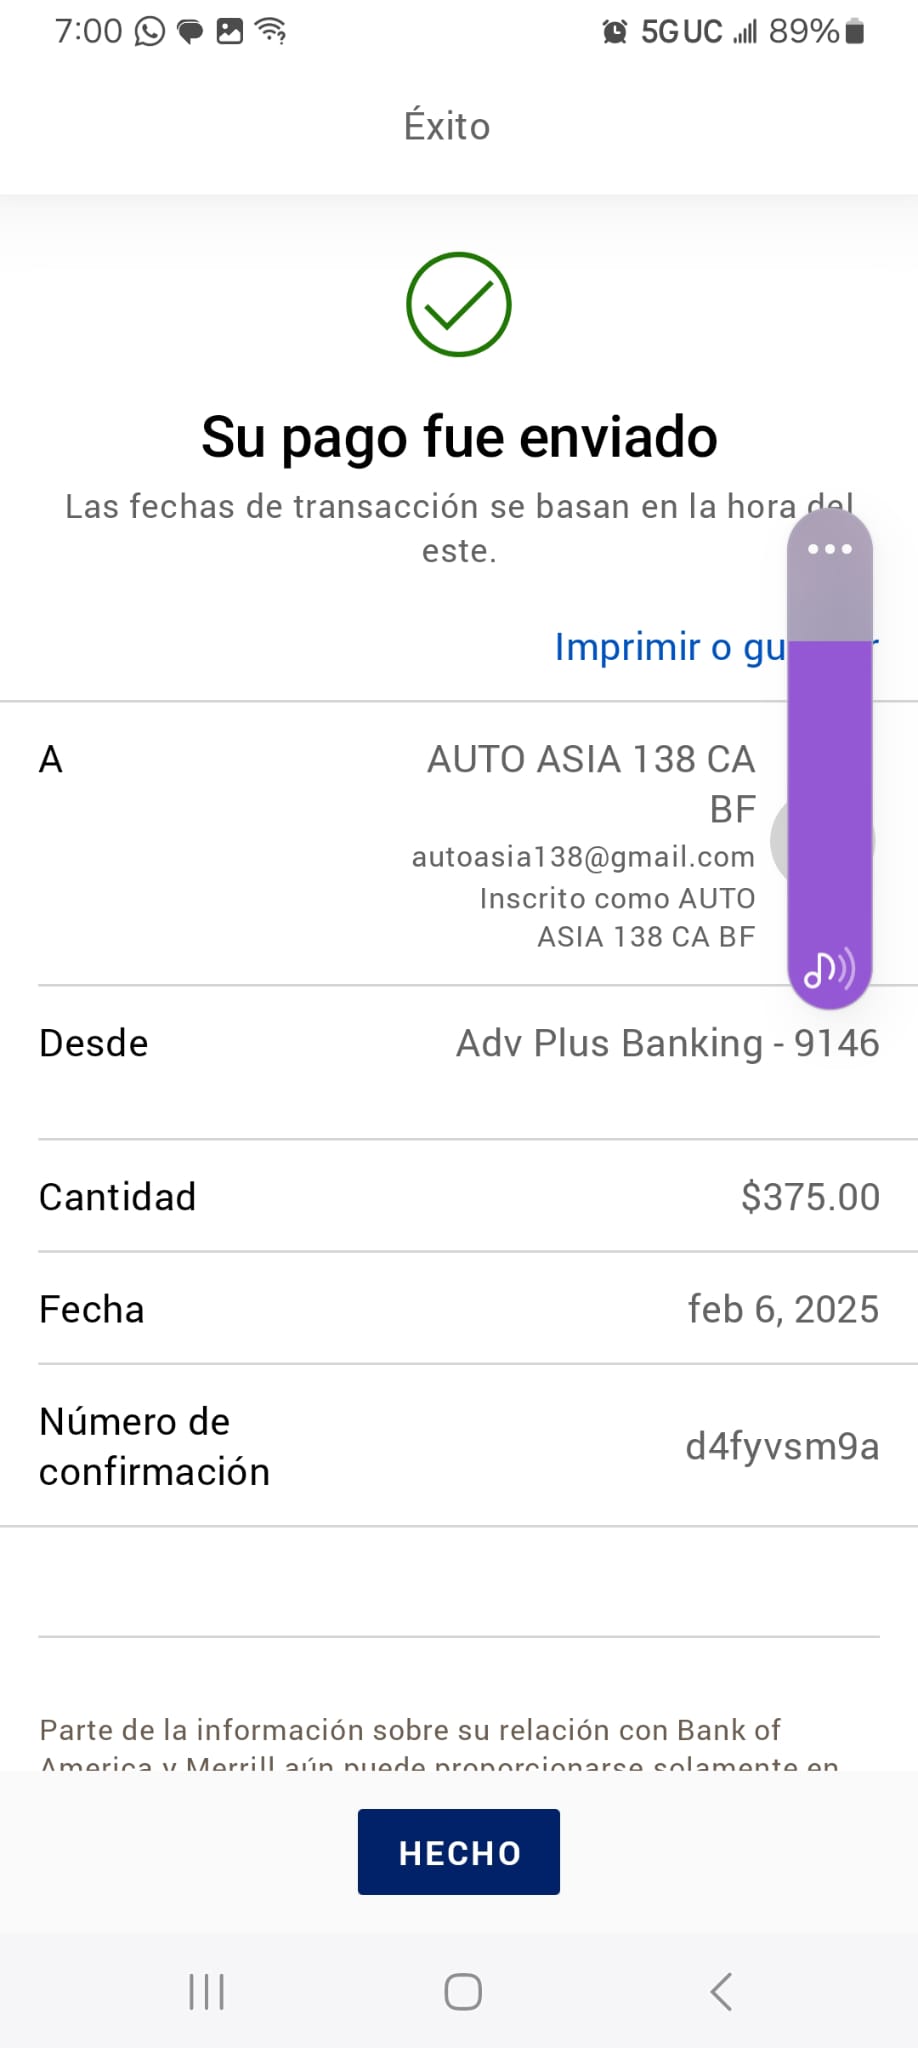 7:00
5G UC 89%
Éxito
Su pago fue enviado
Las fechas de transacción se basan en la hora del
este.
Imprimir o
A
AUTO ASIA 138 CA
BF
autoasia138@gmail.com
Inscrito como AUTO
ASIA 138 CA BF
Desde
Adv Plus Banking - 9146
Cantidad
$375.00
Fecha
feb 6, 2025
Número de
confirmación
d4fyvsm9a
Parte de la información sobre su relación con Bank of
America y Merrill aún puede proporcionarse solamente en
HECHO